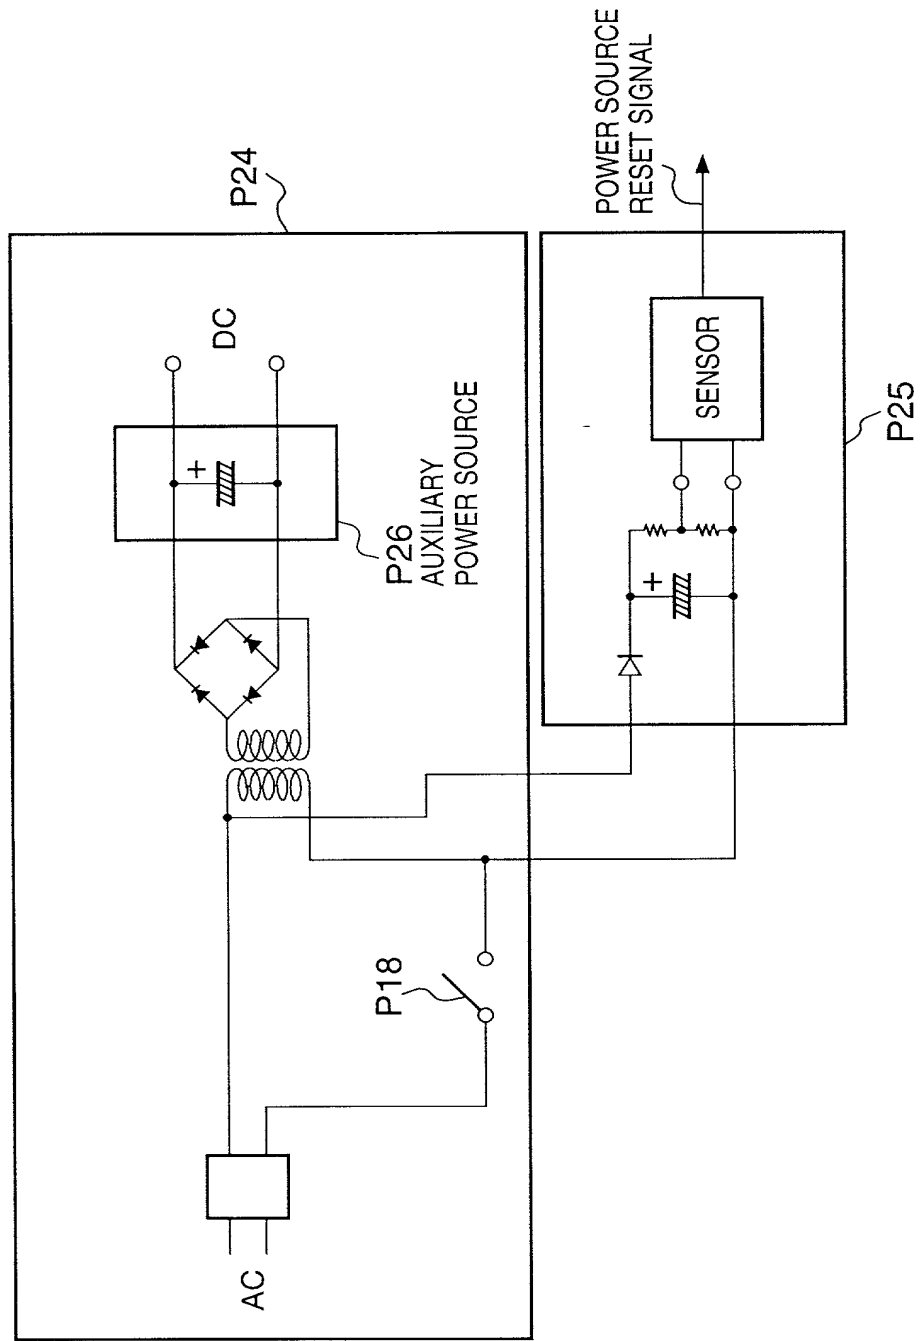 P24
DC
+
P26
AUXILIARY
POWER SOURCE
P18
AC
POWER SOURCE
RESET SIGNAL
SENSOR
+
P25